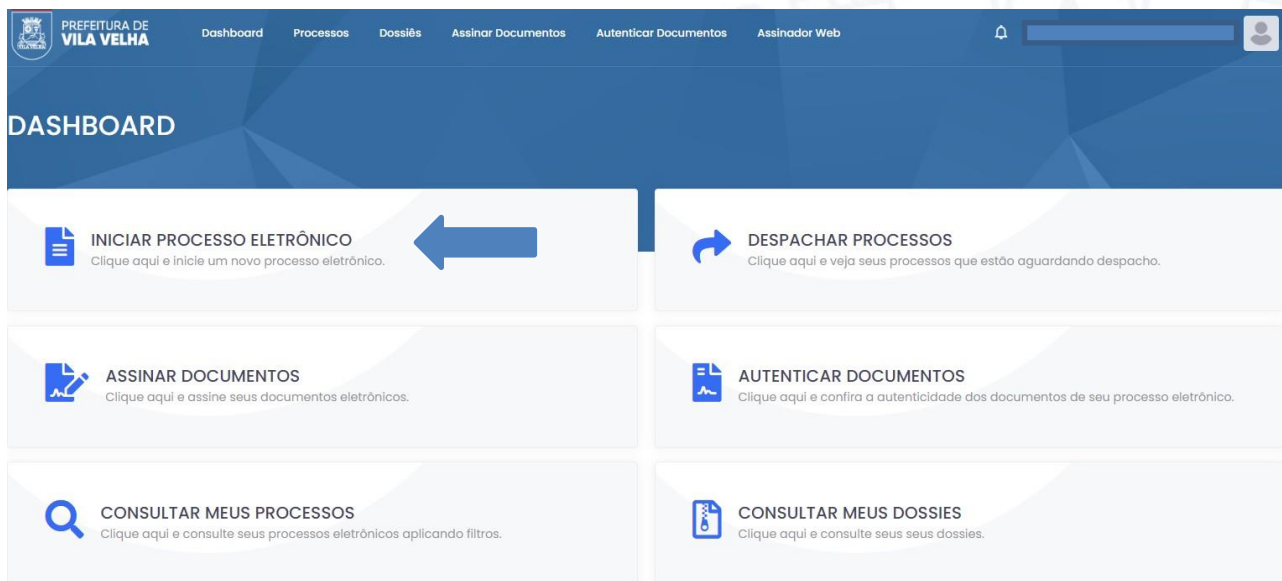 PREFEITURA DE
VILA VELHA
Dashboard Processos Dossiês Assinar Documentos Autenticar Documentos Assinador Web
DASHBOARD
INICIAR PROCESSO ELETRÔNICO
Clique aqui e inicie um novo processo eletrônico.
DESPACHAR PROCESSOS
Clique aqui e veja seus processos que estão aguardando despacho.
ASSINAR DOCUMENTOS
Clique aqui e assine seus documentos eletrônicos.
AUTENTICAR DOCUMENTOS
Clique aqui e confira a autenticidade dos documentos de seu processo eletrônico.
CONSULTAR MEUS PROCESSOS
Clique aqui e consulte seus processos eletrônicos aplicando filtros.
CONSULTAR MEUS DOSSIES
Clique aqui e consulte seus seus dossies.